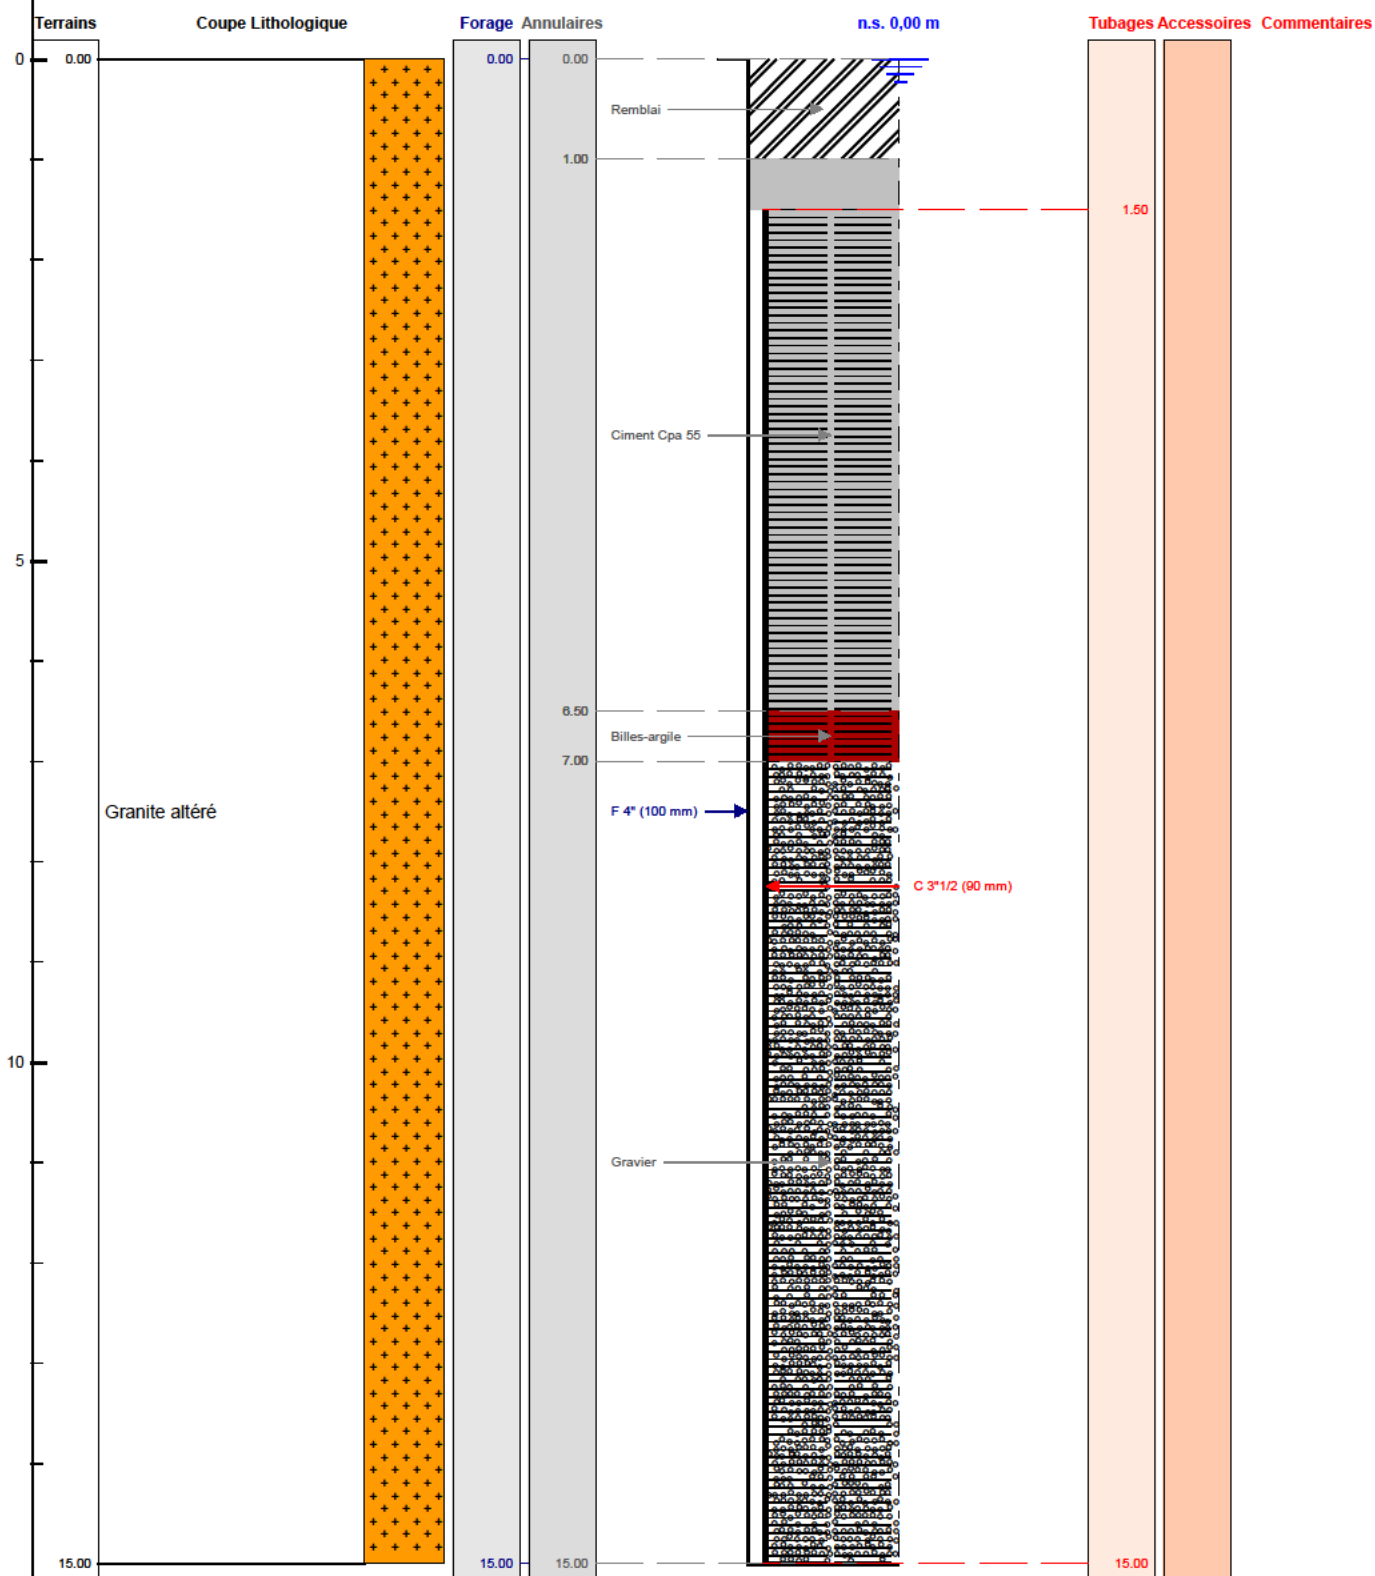 Terrains Coupe Lithologique Forage Annulaires n.s. 0,00 m Tubages Accessoires Commentaires
0 0.00 0.00 0.00
Remblai
1.00
1.50
Ciment Cpa 55
5
6.50
Billes-argile
7.00
Granite altéré F 4" (100 mm)
C 3"1/2 (90 mm)
10
Gravier
15.00 15.00 15.00 15.00